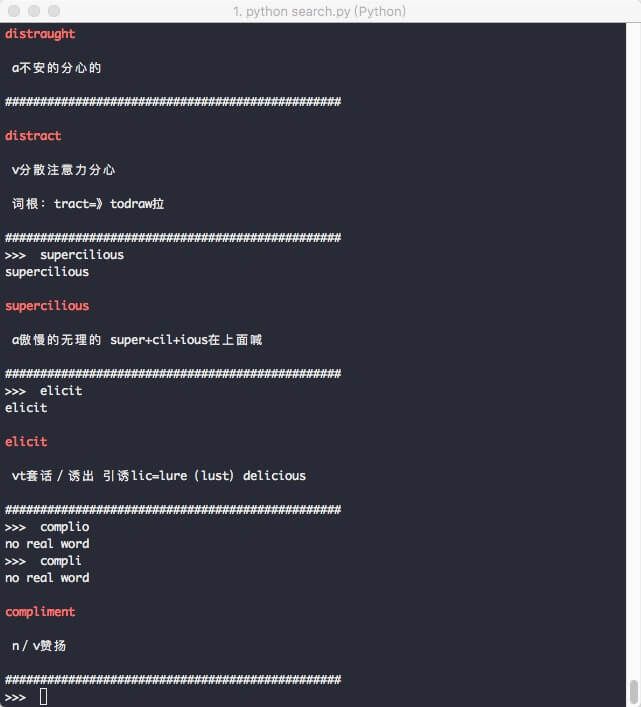 1. python search.py (Python)
distraught
a不安的分心的
################################################
distract
v分散注意力分心
词根：tract=》todraw拉
################################################
>>> supercilious
supercilious
supercilious
a傲慢的无理的 super+cil+ious在上面喊
################################################
>>> elicit
elicit
elicit
vt套话/诱出 引诱lic=lure（lust）delicious
################################################
>>> complio
no real word
>>> compli
no real word
compliment
n/v赞扬
################################################
>>>